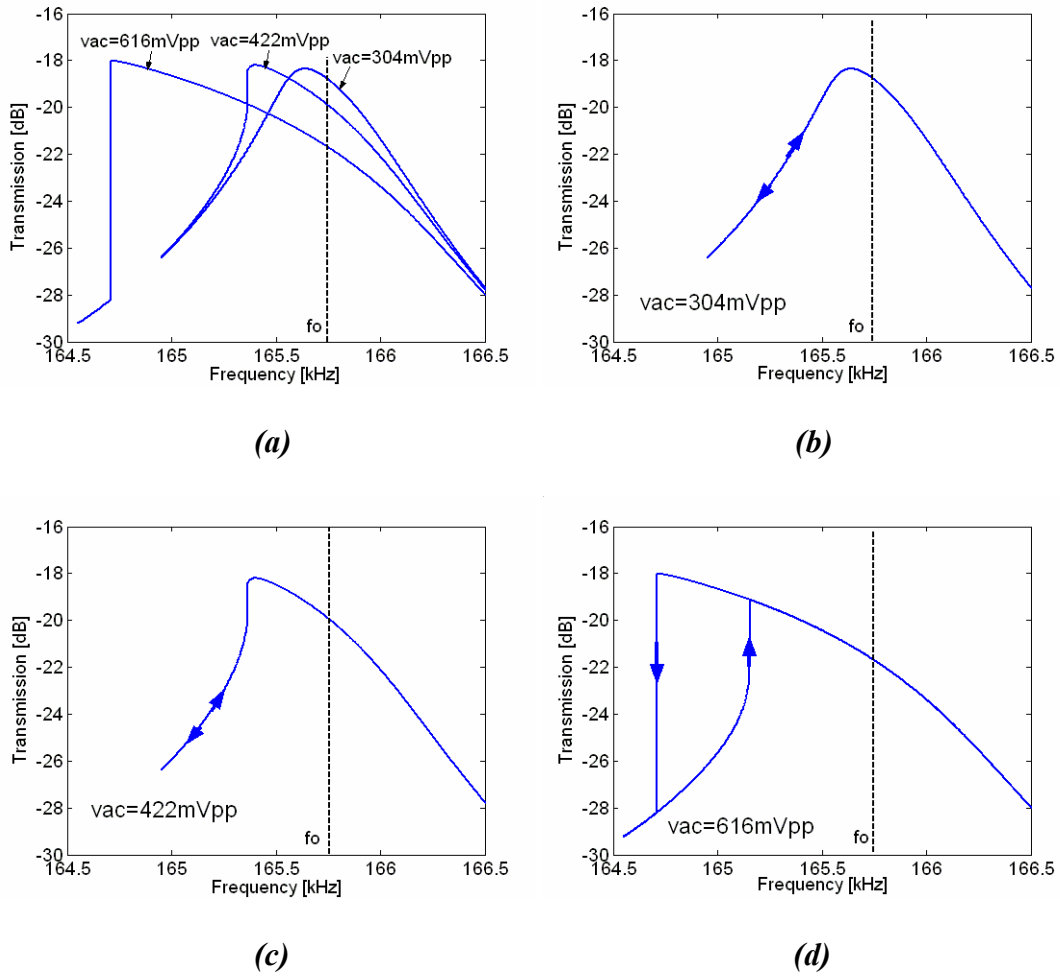 -16
-18
-20
-22
-24
-26
-28
-30
Transmission [dB]
vac=616mVpp
vac=422mVpp
vac=304mVpp
fo
164.5
165
165.5
166
166.5
Frequency [kHz]
(a)
-16
-18
-20
-22
-24
-26
-28
-30
Transmission [dB]
vac=304mVpp
fo
164.5
165
165.5
166
166.5
Frequency [kHz]
(b)
-16
-18
-20
-22
-24
-26
-28
-30
Transmission [dB]
vac=422mVpp
fo
164.5
165
165.5
166
166.5
Frequency [kHz]
(c)
-16
-18
-20
-22
-24
-26
-28
-30
Transmission [dB]
vac=616mVpp
fo
164.5
165
165.5
166
166.5
Frequency [kHz]
(d)